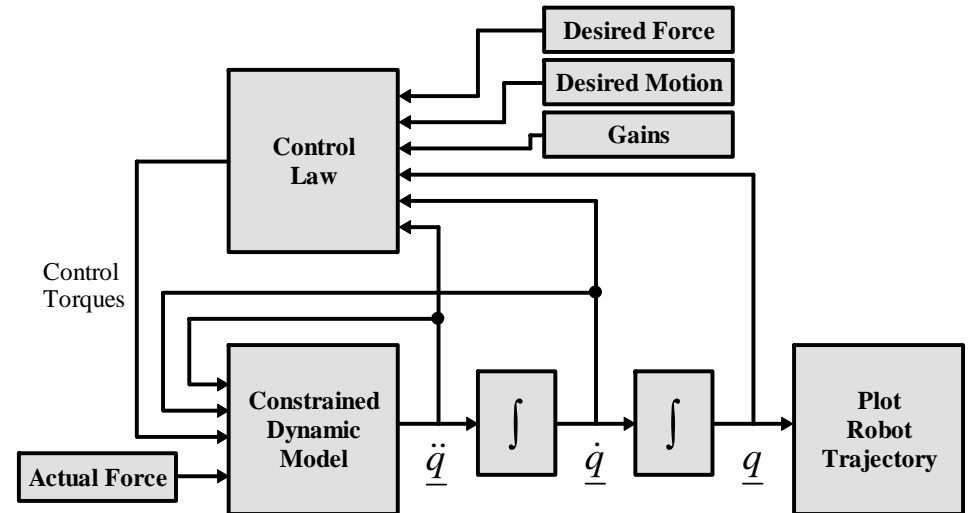 Desired Force
Desired Motion
Gains
Control
Law
Control
Torques
Constrained
Dynamic
Model
Actual Force
∫
∫
q̈
q̇
q
Plot
Robot
Trajectory